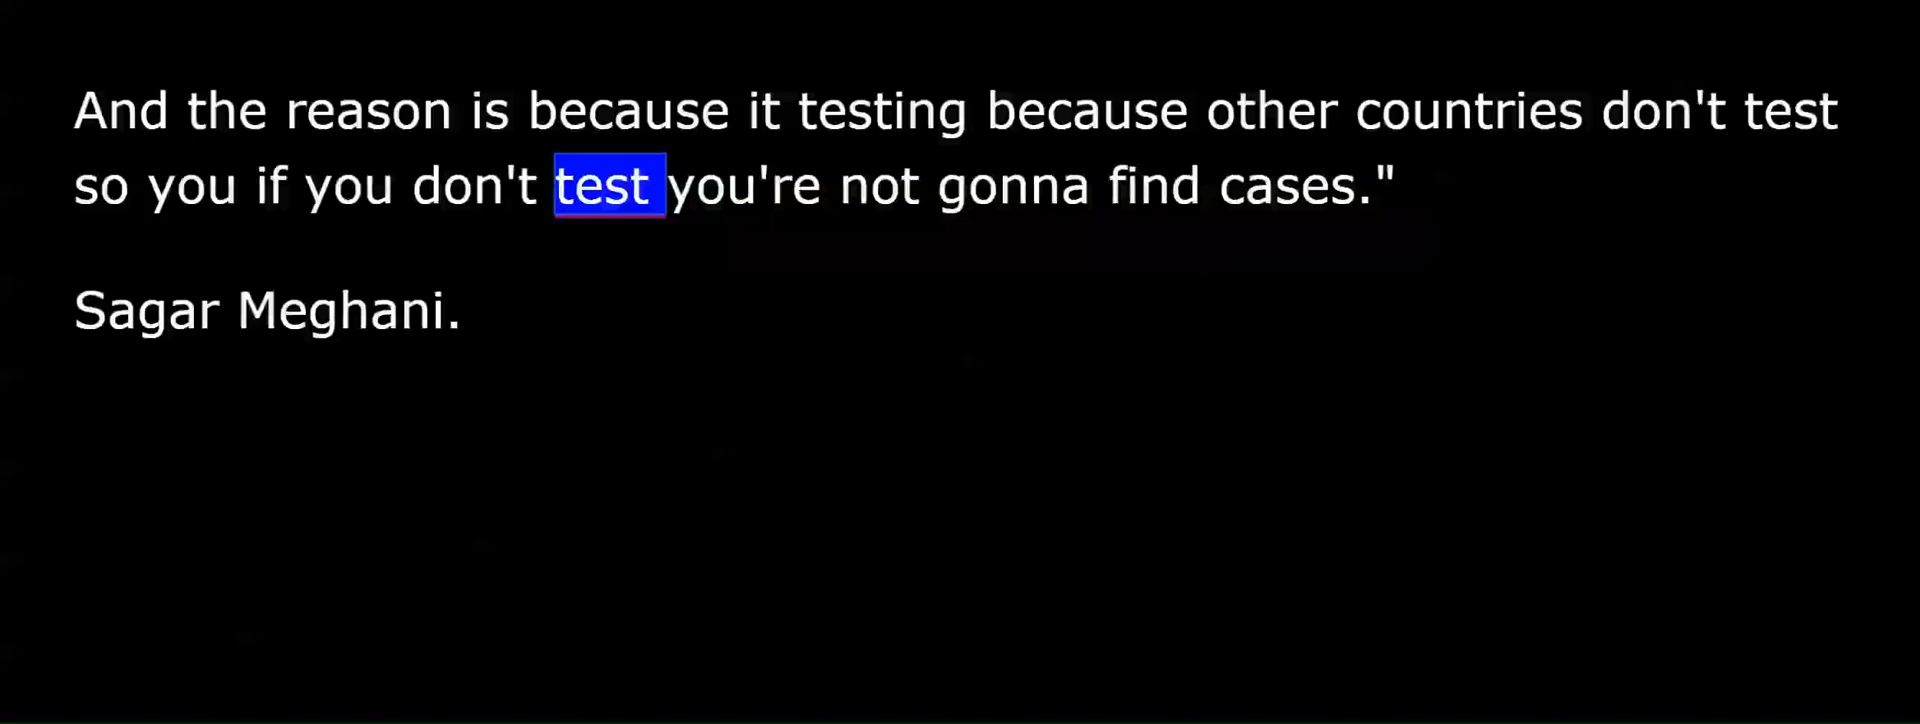 And the reason is because it testing because other countries don't test
so you if you don't test you're not gonna find cases."
Sagar Meghani.